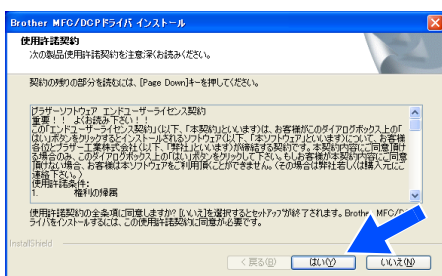 Brother MFC/DCPドライバ インストール
使用許諾契約
次の製品使用許諾契約を注意深くお読みください。
契約の残りの部分を読むには、[Page Down]キーを押してください。
ブラザーソフトウェア エンドユーザーライセンス契約
重要！！ よくお読み下さい！！
この「エンドユーザーライセンス契約」(以下、「本契約」といいます)は、お客様がこのダイアログボックス上の「
はい」ボタンをクリックするとインストールされるソフトウェア(以下、「本ソフトウェア」といいます)について、お客様
各位とブラザー工業株式会社(以下、「弊社」といいます)が締結する契約です。本契約内容にご同意頂け
る場合のみ、このダイアログボックス上の「はい」ボタンをクリックして下さい。もしお客様が本契約内容にご同意
頂けない場合、お客様は本ソフトウェアをご利用頂くことができません。(その場合は弊社若しくは購入元にご
連絡下さい。)
使用許諾条件:
1. 権利の帰属
使用許諾契約の全条項に同意しますか? [いいえ]を選択するとセットアップが終了されます。Brother MFC/D
ライバをインストールするには、この使用許諾契約に同意が必要です。
InstallShield
< 戻る(B)
はい(Y)
いいえ(N)